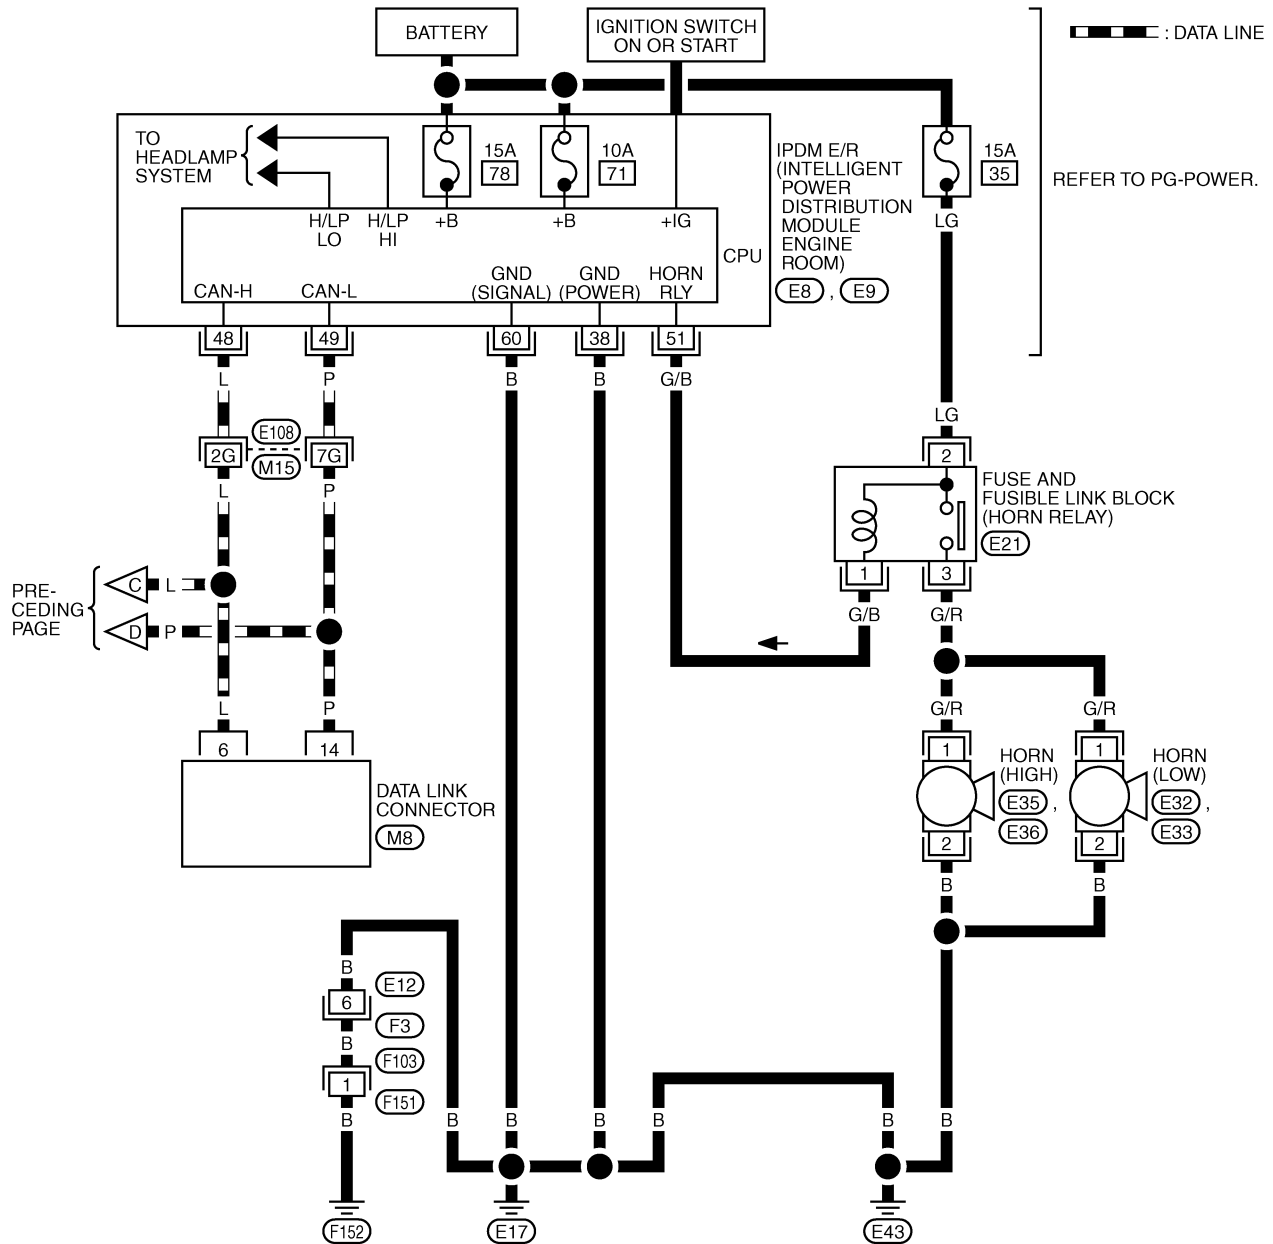 BATTERY
IGNITION SWITCH
ON OR START
: DATA LINE
TO
HEADLAMP
SYSTEM
15A
78
10A
71
15A
35
REFER TO PG-POWER.
IPDM E/R
(INTELLIGENT
POWER
DISTRIBUTION
MODULE
ENGINE
ROOM)
E8 , E9
H/LP
LO
H/LP
HI
+B
+B
+IG
LG
CPU
CAN-H
CAN-L
GND
(SIGNAL)
GND
(POWER)
HORN
RLY
48
49
60
38
51
L
P
B
B
G/B
LG
E108
2G
7G
M15
2
FUSE AND
FUSIBLE LINK BLOCK
(HORN RELAY)
E21
L
P
1
3
PRE-
CEDING
PAGE
C
L
D
P
G/B
G/R
L
P
G/R
G/R
6
14
1
1
HORN
(HIGH)
E35 ,
E36
HORN
(LOW)
E32 ,
E33
DATA LINK
CONNECTOR
M8
2
2
B
B
B
E12
6
F3
B
F103
1
F151
B
B
B
B
B
B
B
F152
E17
E43